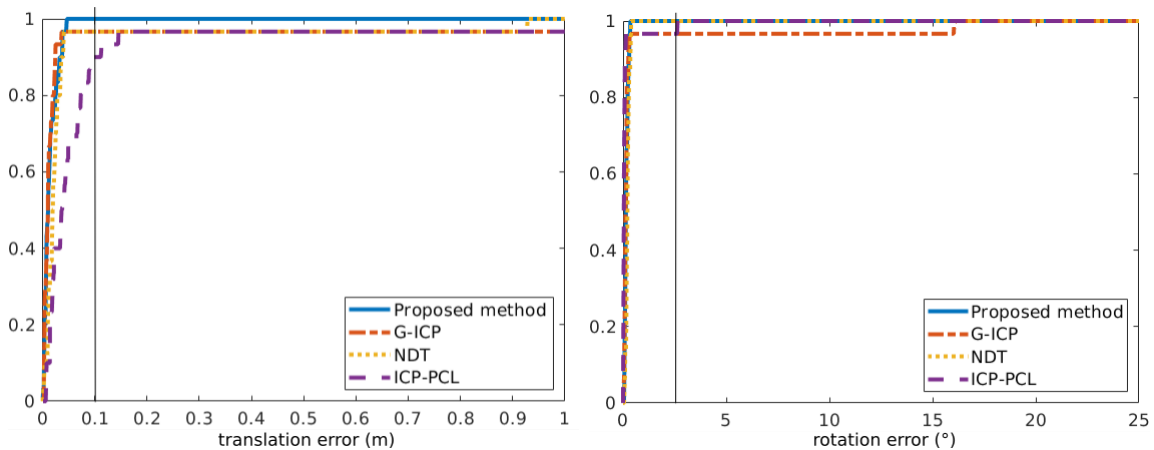 1
0.8
0.6
0.4
0.2
0
0 0.1 0.2 0.3 0.4 0.5 0.6 0.7 0.8 0.9 1
translation error (m)
Proposed method
G-ICP
NDT
ICP-PCL
1
0.8
0.6
0.4
0.2
0
0 5 10 15 20 25
rotation error (°)
Proposed method
G-ICP
NDT
ICP-PCL